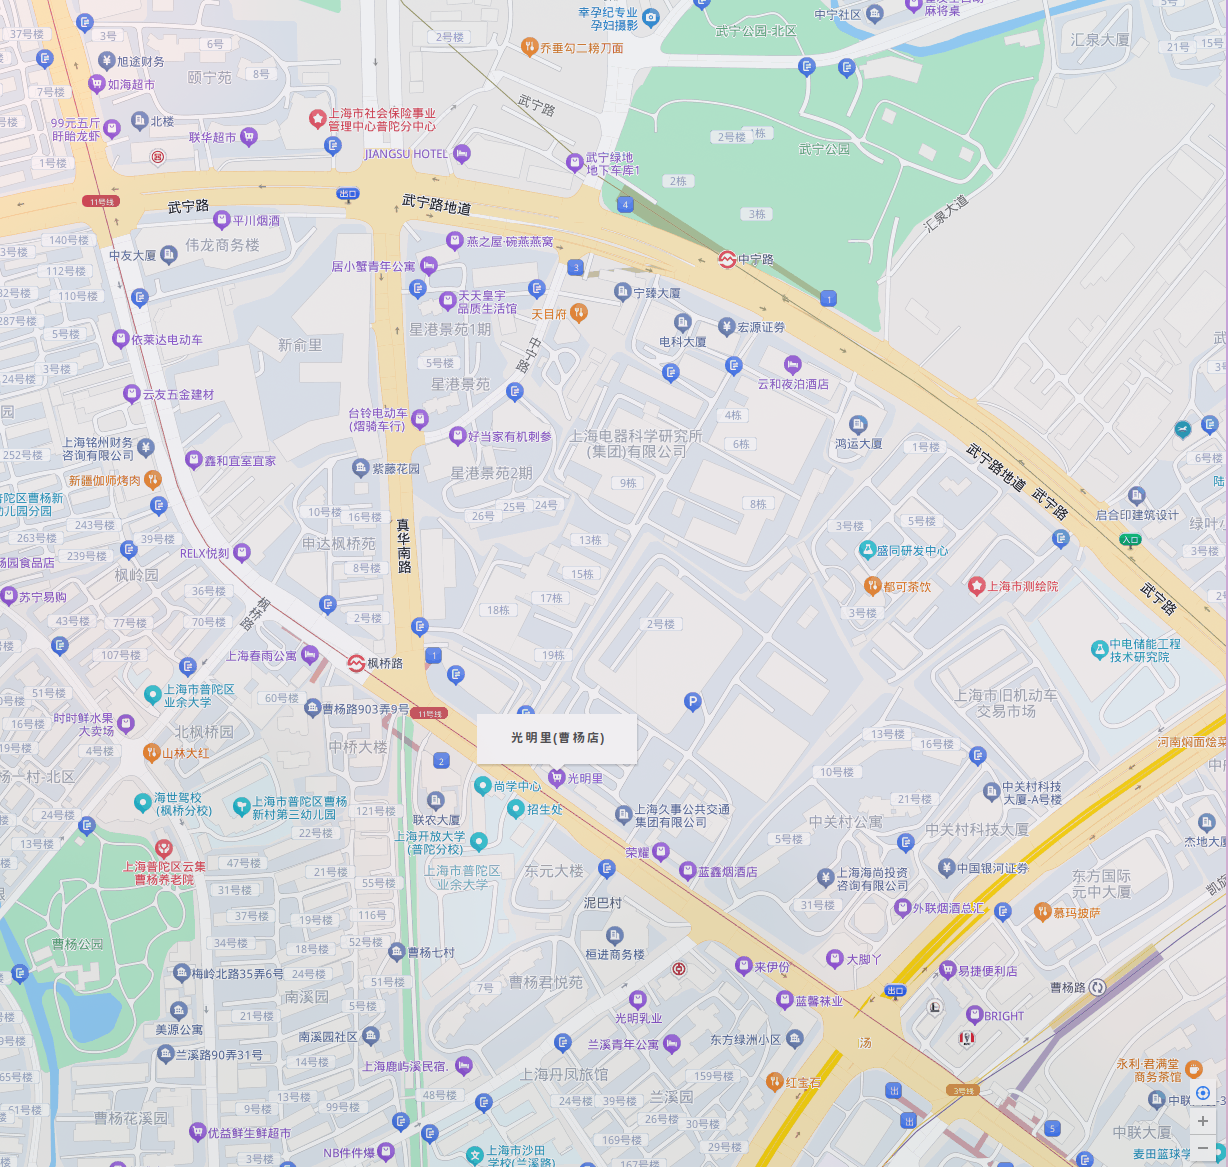 37号楼
3号
6号
8号
7号楼
旭途财务
如海超市
颐宁苑
99元五斤
盱眙龙虾
北楼
联华超市
1号楼
2号楼
幸孕纪专业
孕妇摄影
乔垂勾二耪刀面
中宁社区
麻将桌
武宁公园-北区
汇泉大厦
21号
15号
5号
上海市社会保险事业
管理中心普陀分中心
JIANGSU HOTEL
武宁路
武宁绿地
地下车库1
2号楼
1栋
武宁公园
2栋
3栋
汇泉大道
11号线
武宁路
出口
武宁路地道
4
平川烟酒
伟龙商务楼
140号楼
3号楼
112号楼
110号楼
中友大厦
燕之屋·碗燕燕窝
居小蟹青年公寓
3
中宁路
1
天天皇宇
品质生活馆
天目府
宁臻大厦
电科大厦
宏源证券
星港景苑1期
中宁路
云和夜泊酒店
287号楼
5号楼
3号楼
24号楼
依莱达电动车
新俞里
云友五金建材
5号楼
星港景苑
台铃电动车
(熠骑车行)
好当家有机刺参
上海电器科学研究所
(集团)有限公司
4栋
6栋
9栋
8栋
鸿运大厦
1号楼
252号楼
上海铭州财务
咨询有限公司
新疆伽师烤肉
鑫和宜室宜家
紫藤花园
星港景苑2期
26号
25号
24号
10号楼
16号楼
申达枫桥苑
8号楼
真华南路
武宁路地道
武宁路
启合印建筑设计
6号楼
入口
3号楼
243号楼
263号楼
239号楼
39号楼
枫岭园
RELX悦刻
苏宁易购
43号楼
77号楼
70号楼
36号楼
107号楼
枫桥路
2号楼
13栋
15栋
17栋
18栋
19栋
2号楼
3号楼
5号楼
盛同研发中心
都可茶饮
上海市测绘院
3号楼
武宁路
中电储能工程
技术研究院
上海春雨公寓
枫桥路
1
51号楼
16号楼
19号楼
上海市普陀区
业余大学
60号楼
曹杨路903弄9号
11号线
时时鲜水果
大卖场
北枫桥园
山林大红
4号楼
中桥大楼
2
光明里(曹杨店)
光明里
尚学中心
招生处
上海市旧机动车
交易市场
13号楼
16号楼
10号楼
中关村科技
大厦-A号楼
21号楼
中关村公寓
中关村科技大厦
5号楼
24号楼
13号楼
海世驾校
(枫桥分校)
上海市普陀区曹杨
新村第三幼儿园
121号楼
22号楼
联农大厦
上海开放大学
(普陀分校)
上海市普陀区
业余大学
上海久事公共交通
集团有限公司
荣耀
蓝鑫烟酒店
东元大楼
泥巴村
上海海尚投资
咨询有限公司
31号楼
中国银河证券
外联烟酒总汇
东方国际
元中大厦
慕玛披萨
上海普陀区云集
曹杨养老院
47号楼
21号楼
31号楼
55号楼
37号楼
19号楼
116号
34号楼
52号楼
18号楼
曹杨公园
曹杨七村
梅岭北路35弄6号
24号楼
51号楼
南溪园
5号楼
7号
曹杨君悦苑
桓进商务楼
来伊份
大脚丫
蓝馨袜业
出口
易捷便利店
曹杨路
BRIGHT
美源公寓
21号楼
南溪园社区
兰溪路90弄31号
14号楼
光明乳业
兰溪青年公寓
东方绿洲小区
汤
上海鹿屿溪民宿.
上海丹凤旅馆
159号楼
红宝石
永利·君满堂
商务茶馆
3号线
65号楼
61号楼
曹杨花溪园
13号楼
9号楼
99号楼
48号楼
24号楼
39号楼
兰溪园
26号楼
30号楼
29号楼
169号楼
167号楼
优益鲜生鲜超市
3号楼
NB件件爆
上海市沙田
学校(兰溪路)
出
出
5
中联大厦
麦田篮球学